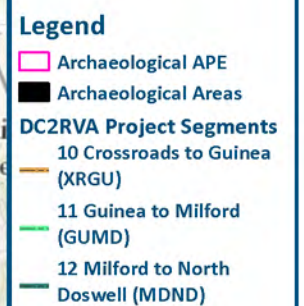 Legend
Archaeological APE
Archaeological Areas
DC2RVA Project Segments
10 Crossroads to Guinea
(XRGU)
11 Guinea to Milford
(GUMD)
12 Milford to North
Doswell (MDND)